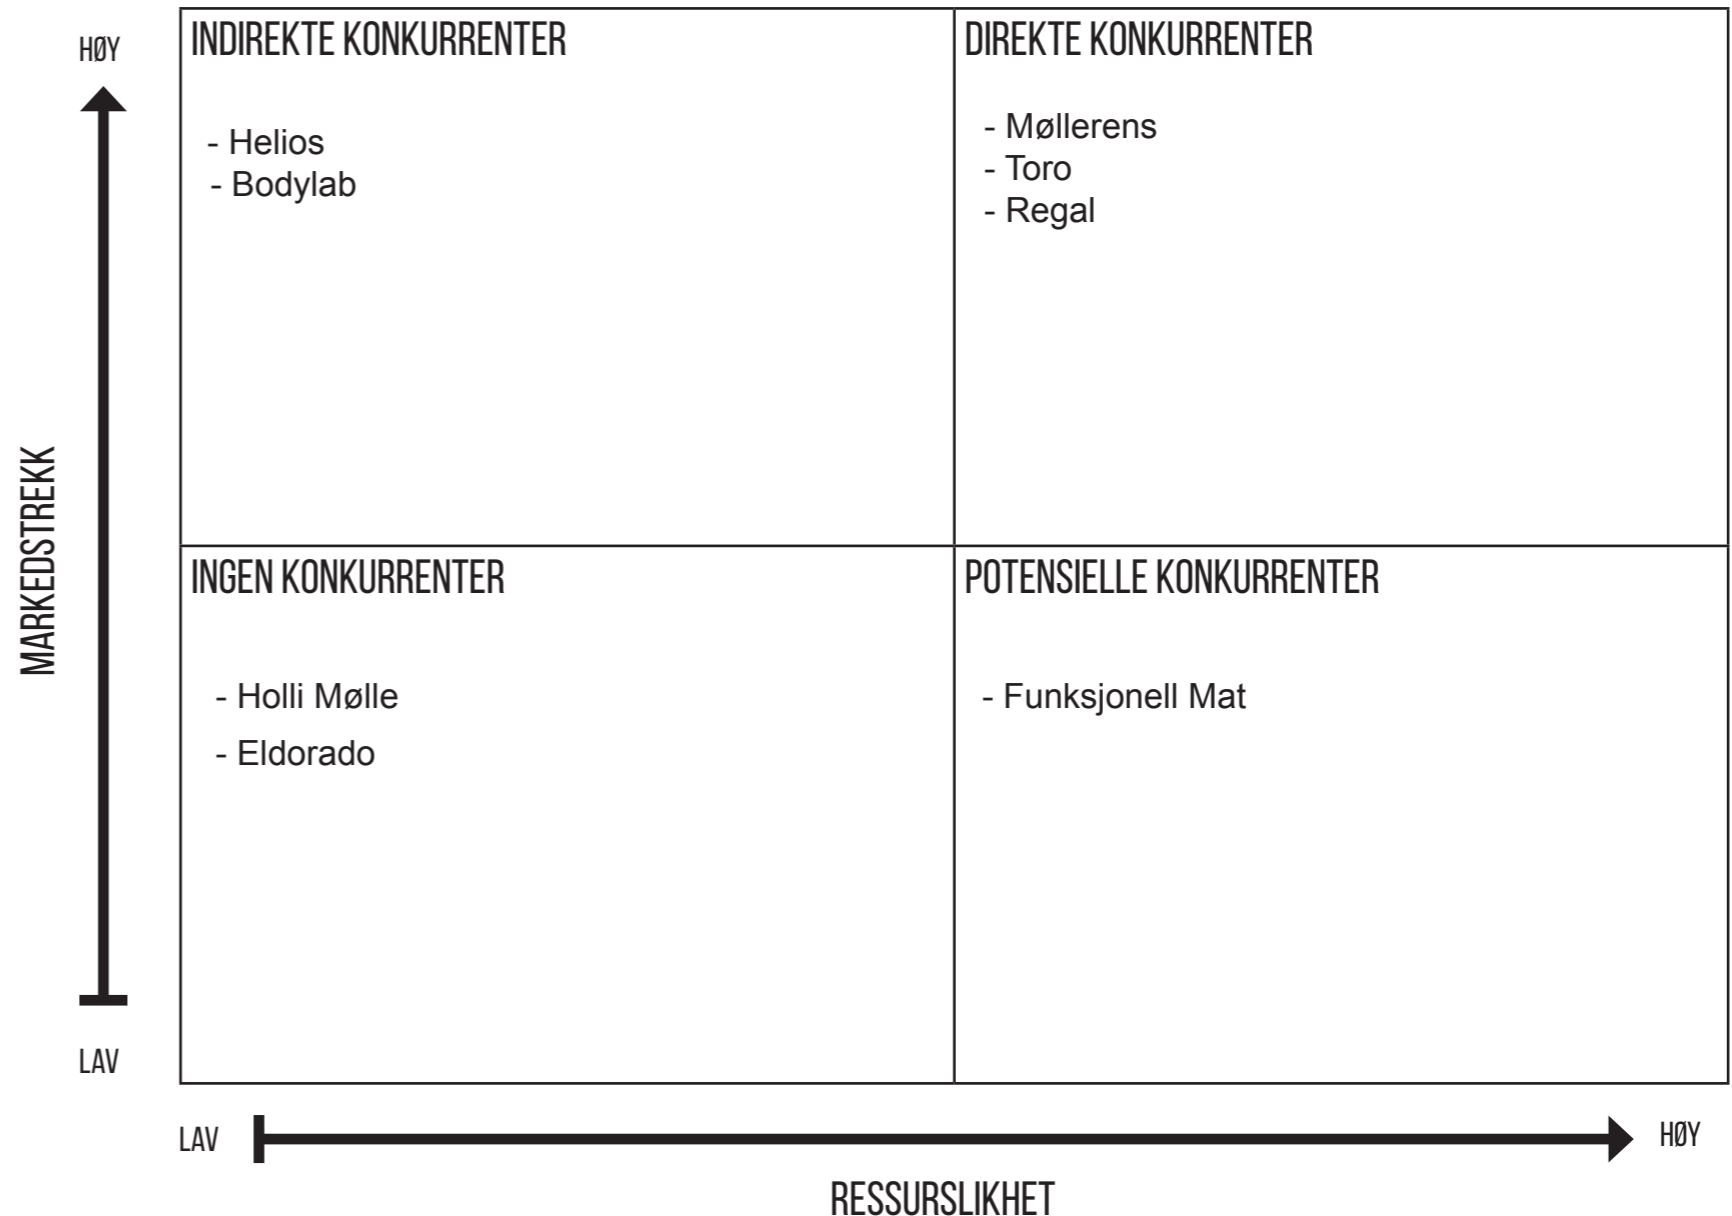 HØY
INDIREKTE KONKURRENTER
- Helios
- Bodylab
DIREKTE KONKURRENTER
- Møllerens
- Toro
- Regal
MARKEDSTREKK
INGEN KONKURRENTER
- Holli Mølle
- Eldorado
POTENSIELLE KONKURRENTER
- Funksjonell Mat
LAV
LAV
HØY
RESSURSLIKHET